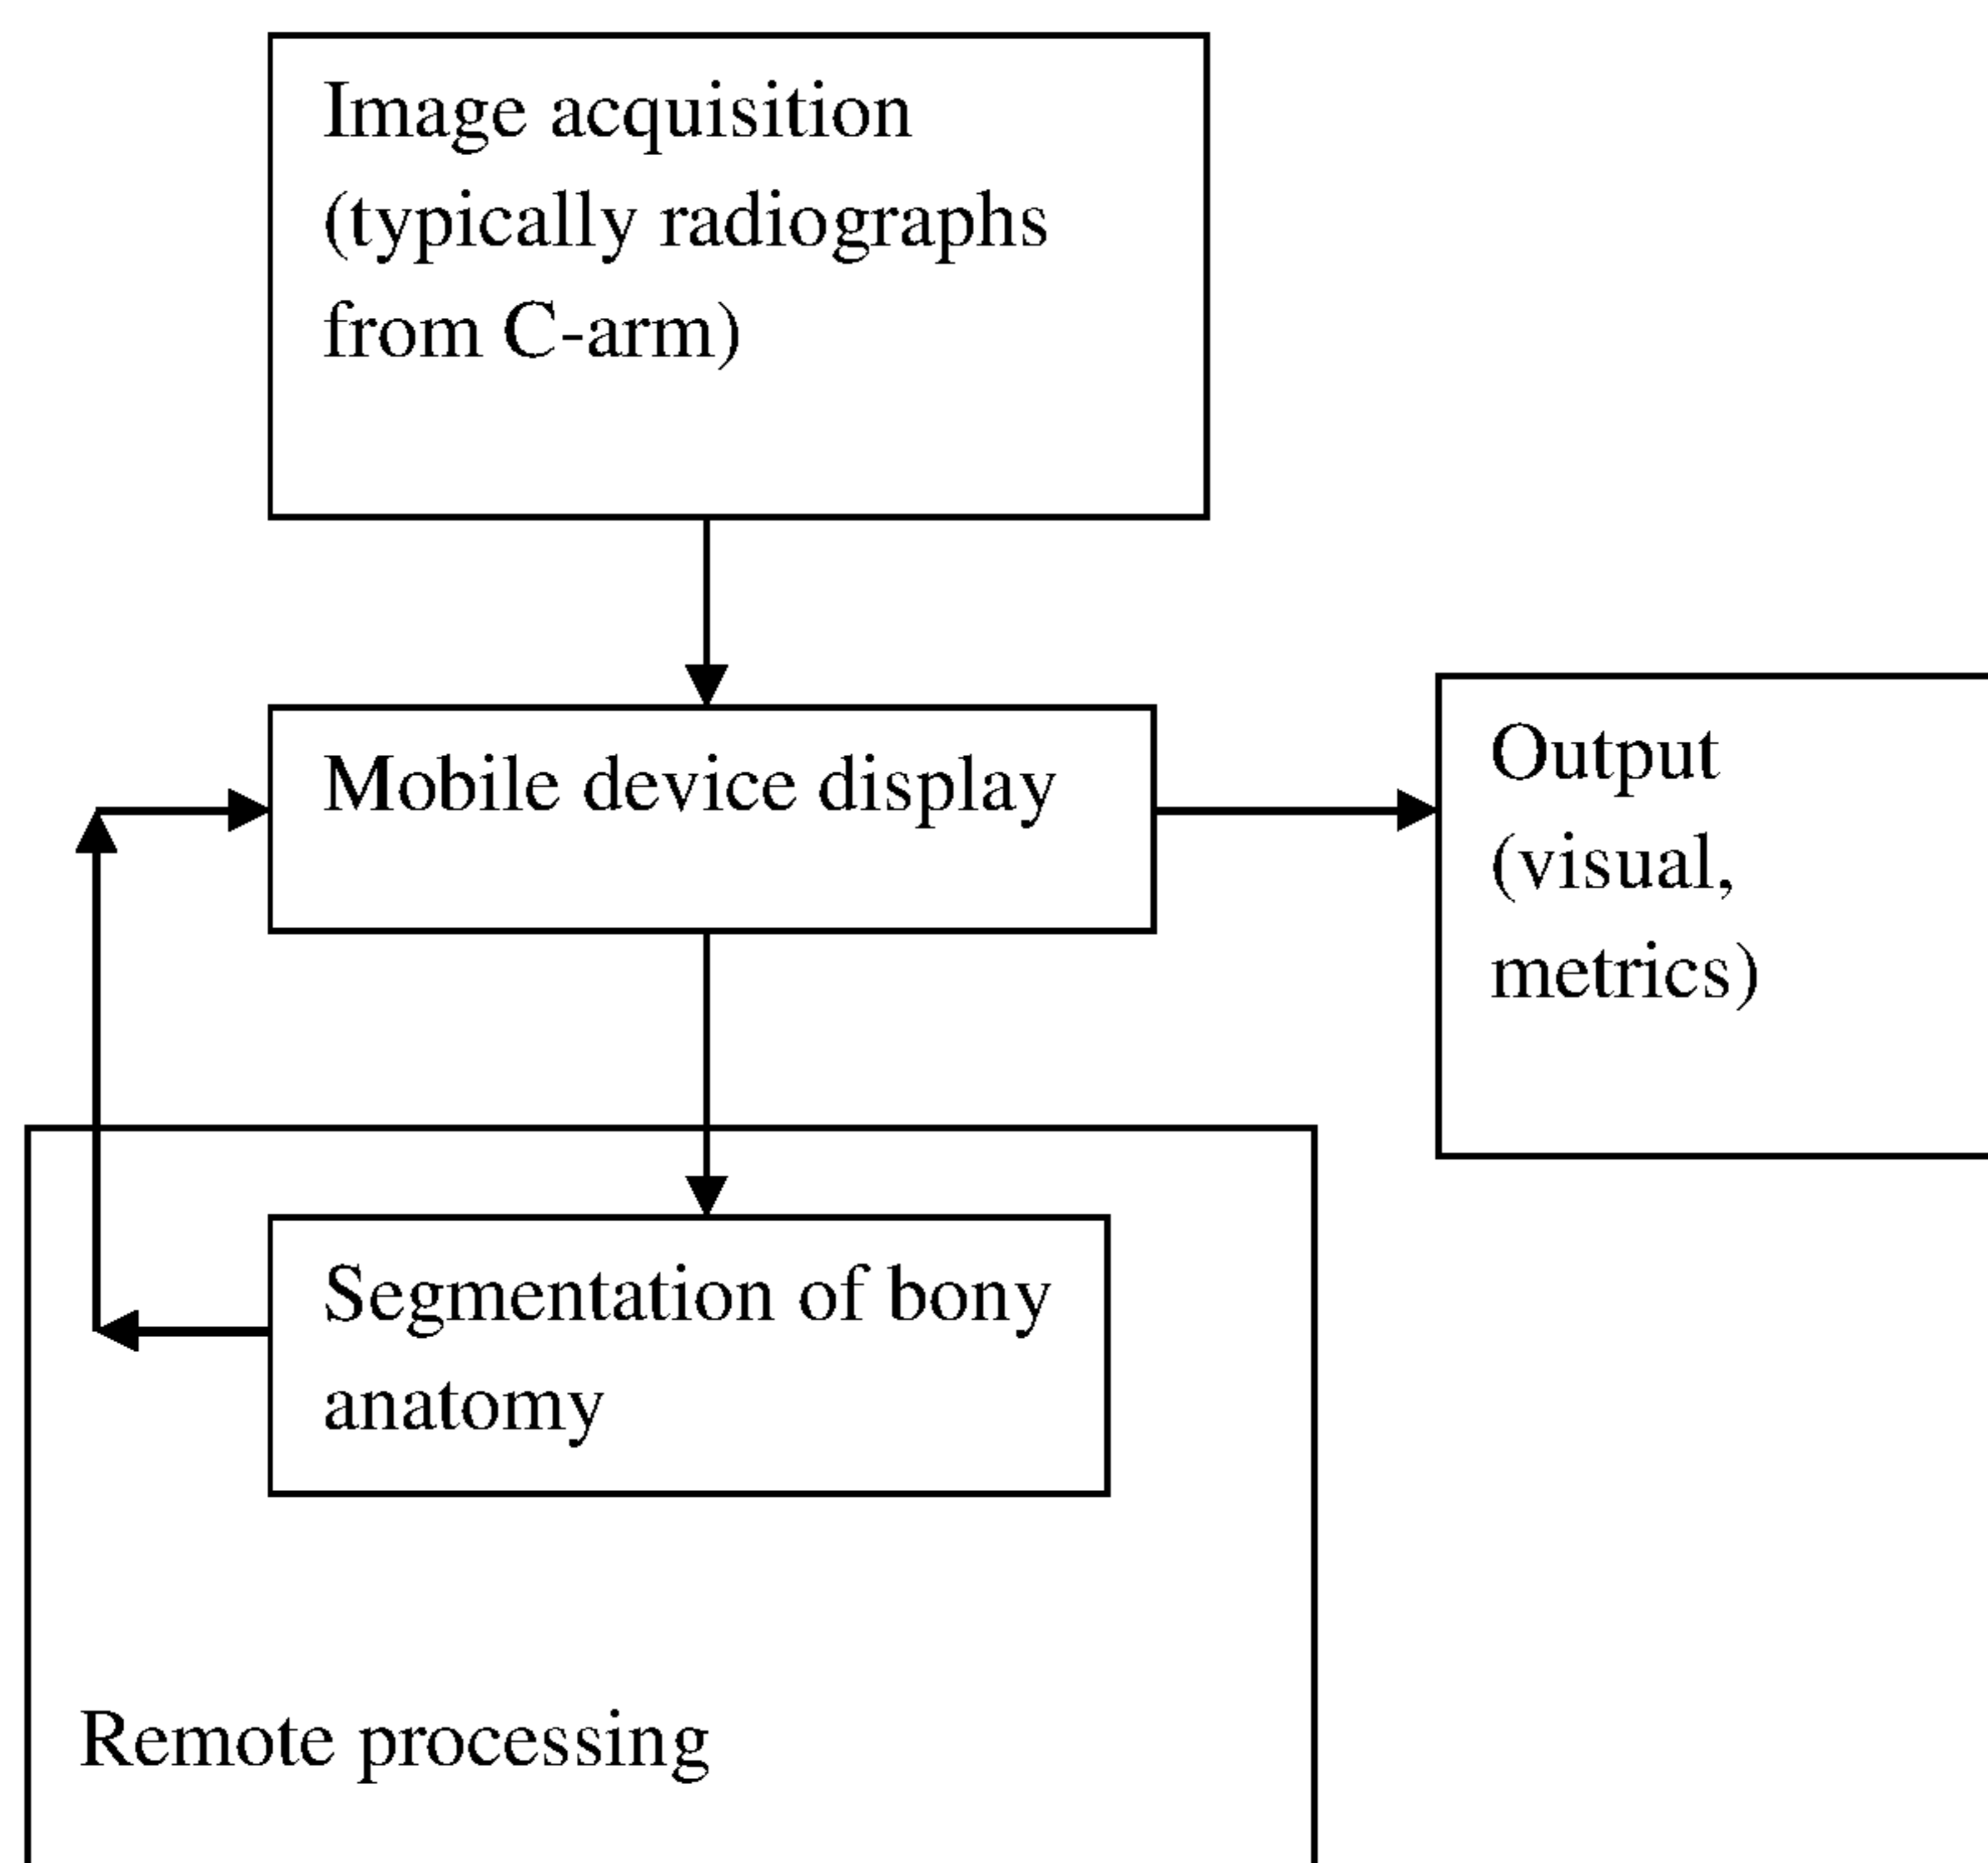 Image acquisition
(typically radiographs
from C-arm)
Mobile device display
Output
(visual,
metrics)
Segmentation of bony
anatomy
Remote processing